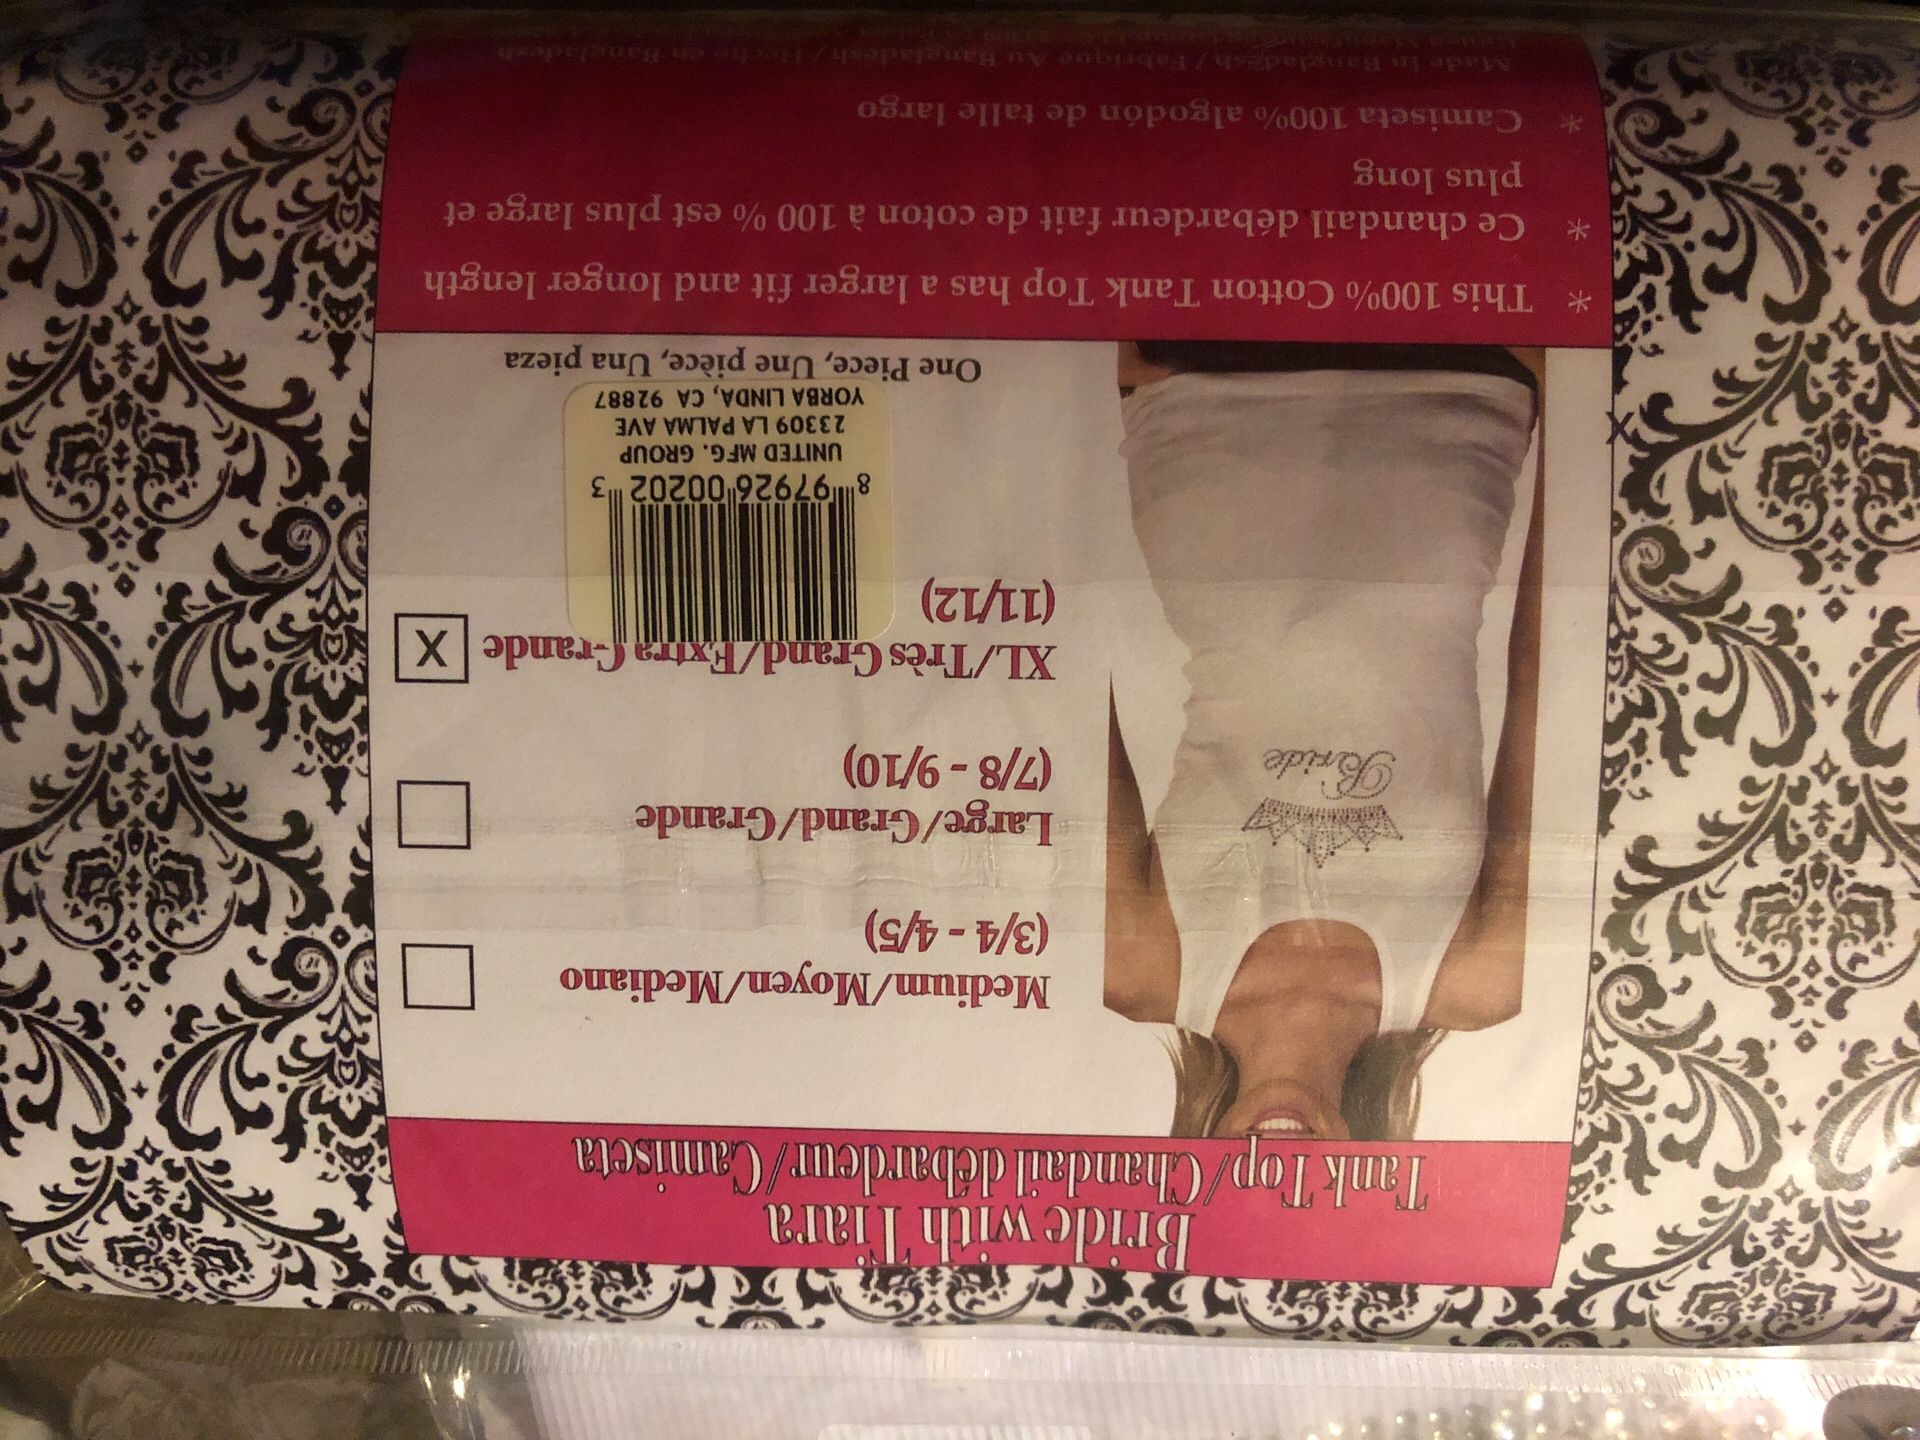 Bride with Tiara
Tank Top/Chandail débardeur/Camiseta
Bride
Medium/Moyen/Mediano
(3/4 - 4/5)
Large/Grand/Grande
(7/8 - 9/10)
XL/Très Grand/Extra Grande
X
(11/12)
8 97926 00202 3
UNITED MFG. GROUP
23309 LA PALMA AVE
YORBA LINDA, CA 92887
One Piece, Une pièce, Una pieza
* This 100% Cotton Tank Top has a larger fit and longer length
* Ce chandail débardeur fait de coton à 100 % est plus large et
plus long
* Camiseta 100% algodón de talle largo
Made in Bangladesh / Fabriqué Au Bangladesh / Hecho en Bangladesh